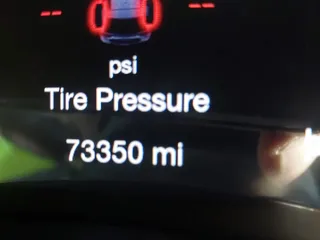 -- --
psi
Tire Pressure
73350 mi